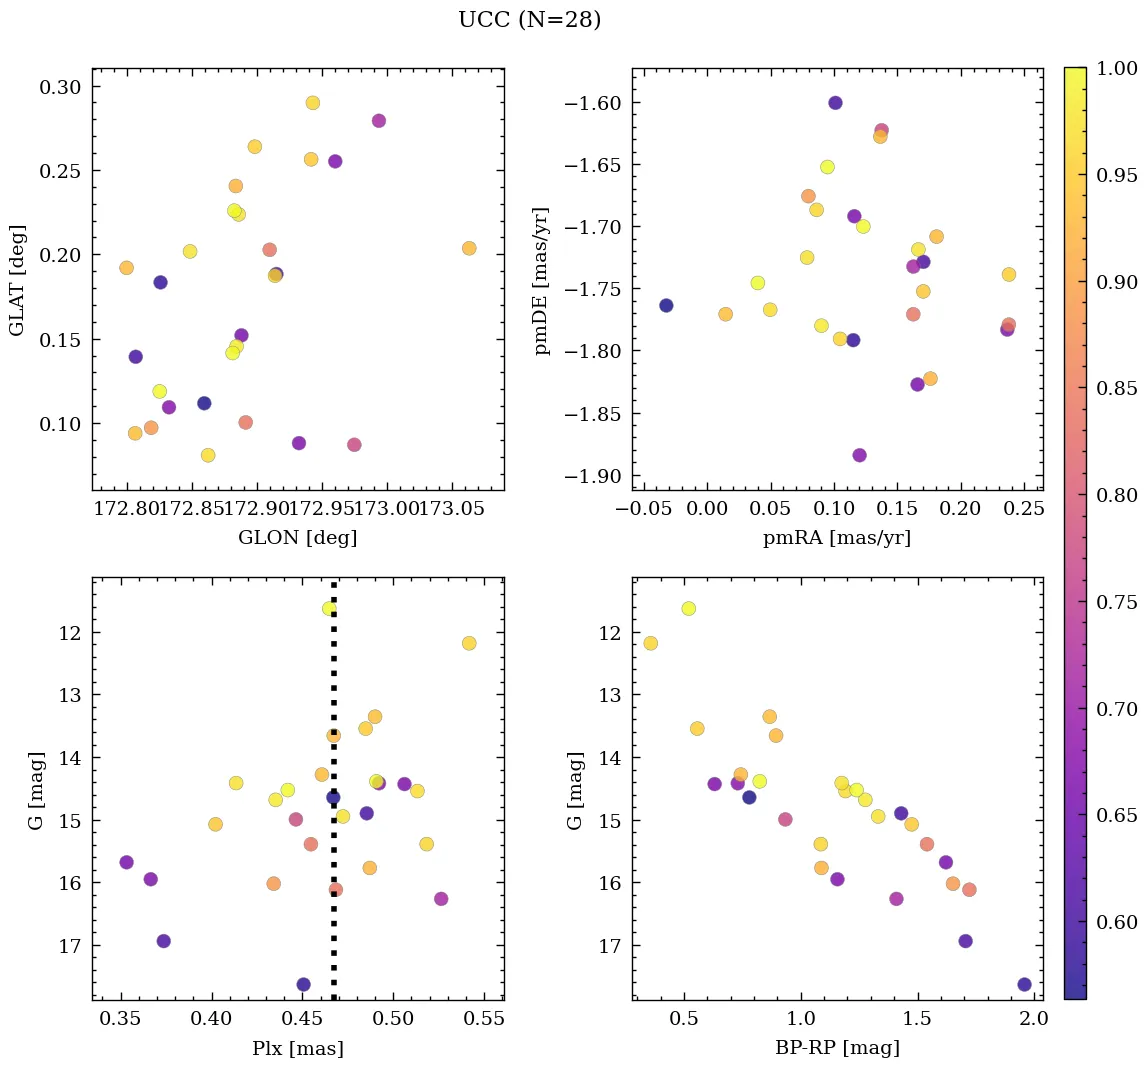 UCC (N=28)
0.30
0.25
0.20
0.15
0.10
GLAT [deg]
172.80 172.85 172.90 172.95 173.00 173.05
GLON [deg]
−1.60
−1.65
−1.70
−1.75
−1.80
−1.85
−1.90
pmDE [mas/yr]
−0.05 0.00 0.05 0.10 0.15 0.20 0.25
pmRA [mas/yr]
12
13
14
15
16
17
G [mag]
0.35 0.40 0.45 0.50 0.55
Plx [mas]
12
13
14
15
16
17
G [mag]
0.5 1.0 1.5 2.0
BP-RP [mag]
1.00
0.95
0.90
0.85
0.80
0.75
0.70
0.65
0.60